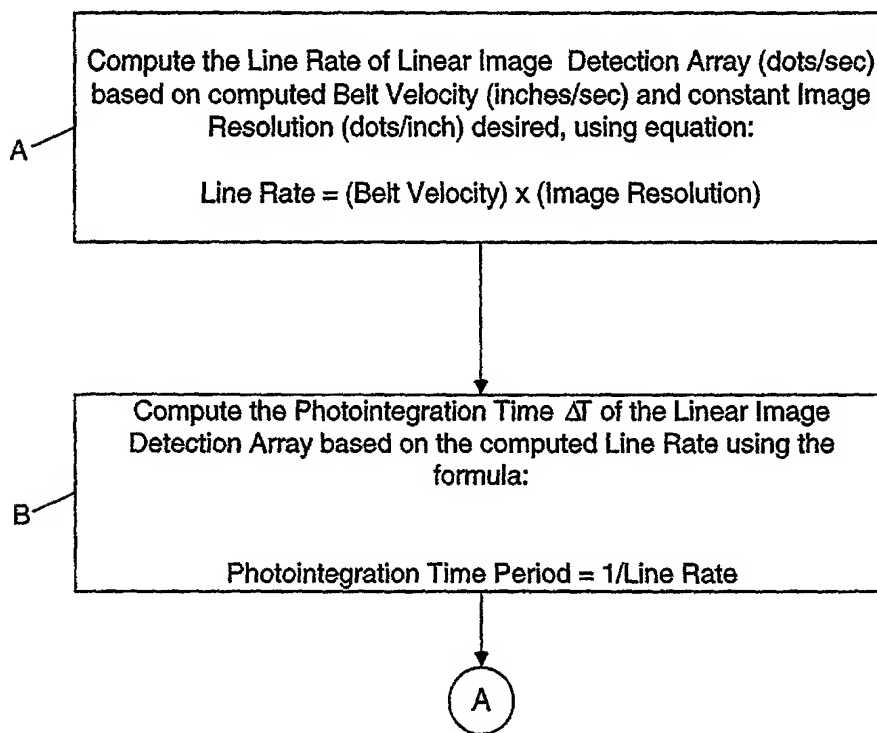 Compute the Line Rate of Linear Image Detection Array (dots/sec)
based on computed Belt Velocity (inches/sec) and constant Image
Resolution (dots/inch) desired, using equation:
A
Line Rate = (Belt Velocity) x (Image Resolution)
Compute the Photointegration Time ΔT of the Linear Image
Detection Array based on the computed Line Rate using the
formula:
B
Photointegration Time Period = 1/Line Rate
A